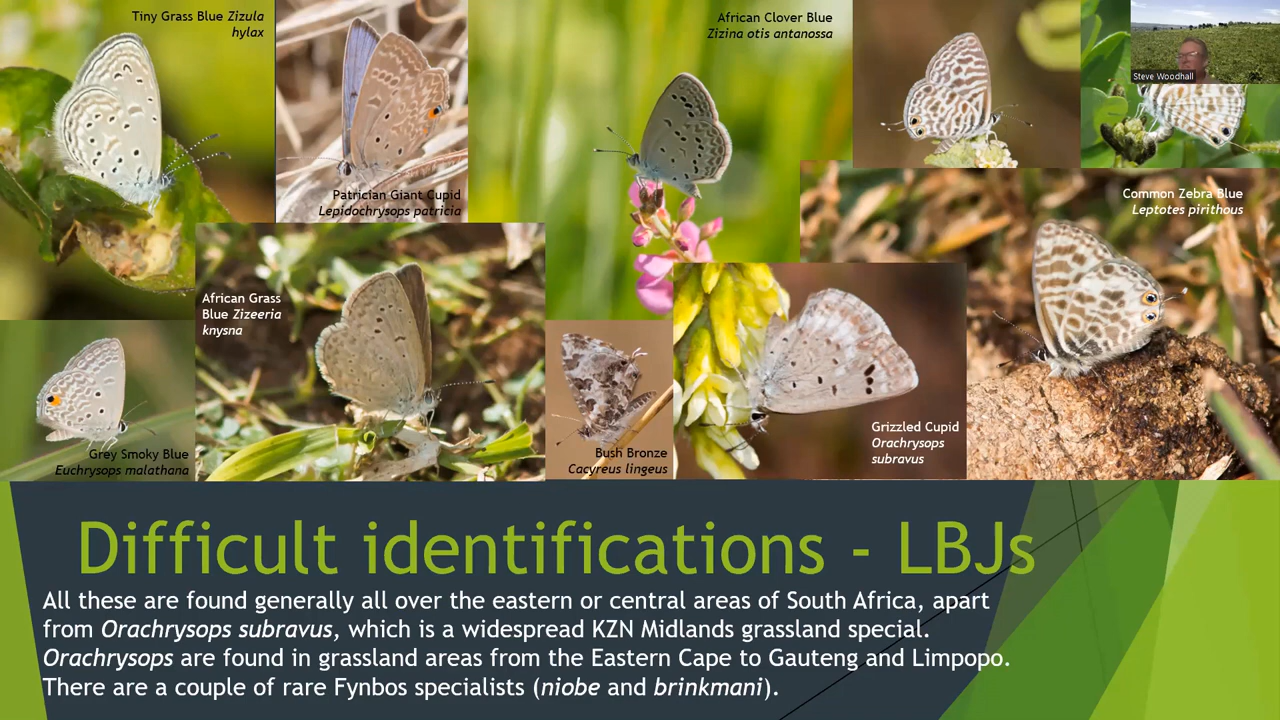 Tiny Grass Blue Zizula
hylax
Patrician Giant Cupid
Lepidochrysops patricia
African Clover Blue
Zizina otis antanossa
Steve Woodhall
Common Zebra Blue
Leptotes pirithous
African Grass
Blue Zizeeria
knysna
Grey Smoky Blue
Euchrysops malathana
Bush Bronze
Cacyreus lingeus
Grizzled Cupid
Orachrysops
subravus
Difficult identifications - LBJs
All these are found generally all over the eastern or central areas of South Africa, apart
from Orachrysops subravus, which is a widespread KZN Midlands grassland special.
Orachrysops are found in grassland areas from the Eastern Cape to Gauteng and Limpopo.
There are a couple of rare Fynbos specialists (niobe and brinkmani).